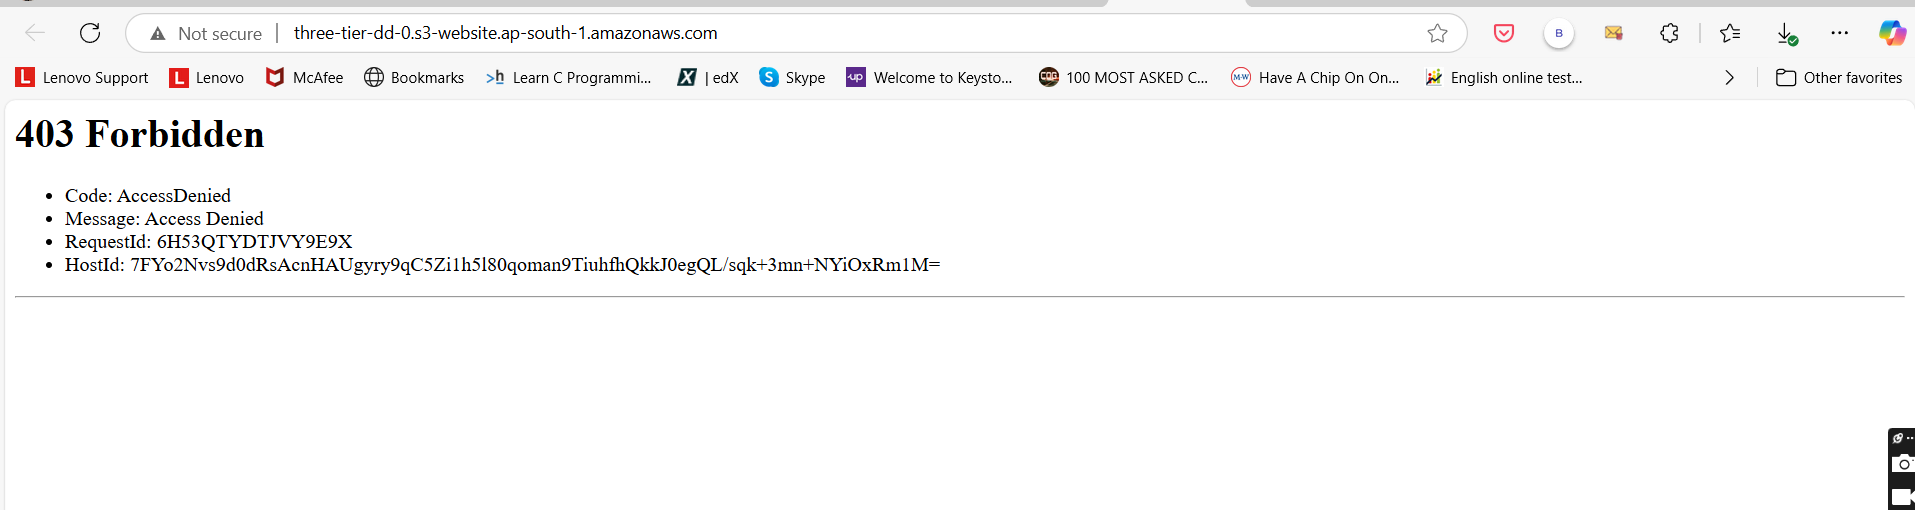 Not secure | three-tier-dd-0.s3-website.ap-south-1.amazonaws.com B
L Lenovo Support L Lenovo McAfee Bookmarks >h Learn C Programmi... X | edX S Skype up Welcome to Keysto... 100 MOST ASKED C... M-W Have A Chip On On... English online test... Other favorites
403 Forbidden
• Code: AccessDenied
• Message: Access Denied
• RequestId: 6H53QTYDTJVY9E9X
• HostId: 7FYo2Nvs9d0dRsAcnHAUgyry9qC5Zi1h5l80qoman9TiuhfhQkkJ0egQL/sqk+3mn+NYiOxRm1M=